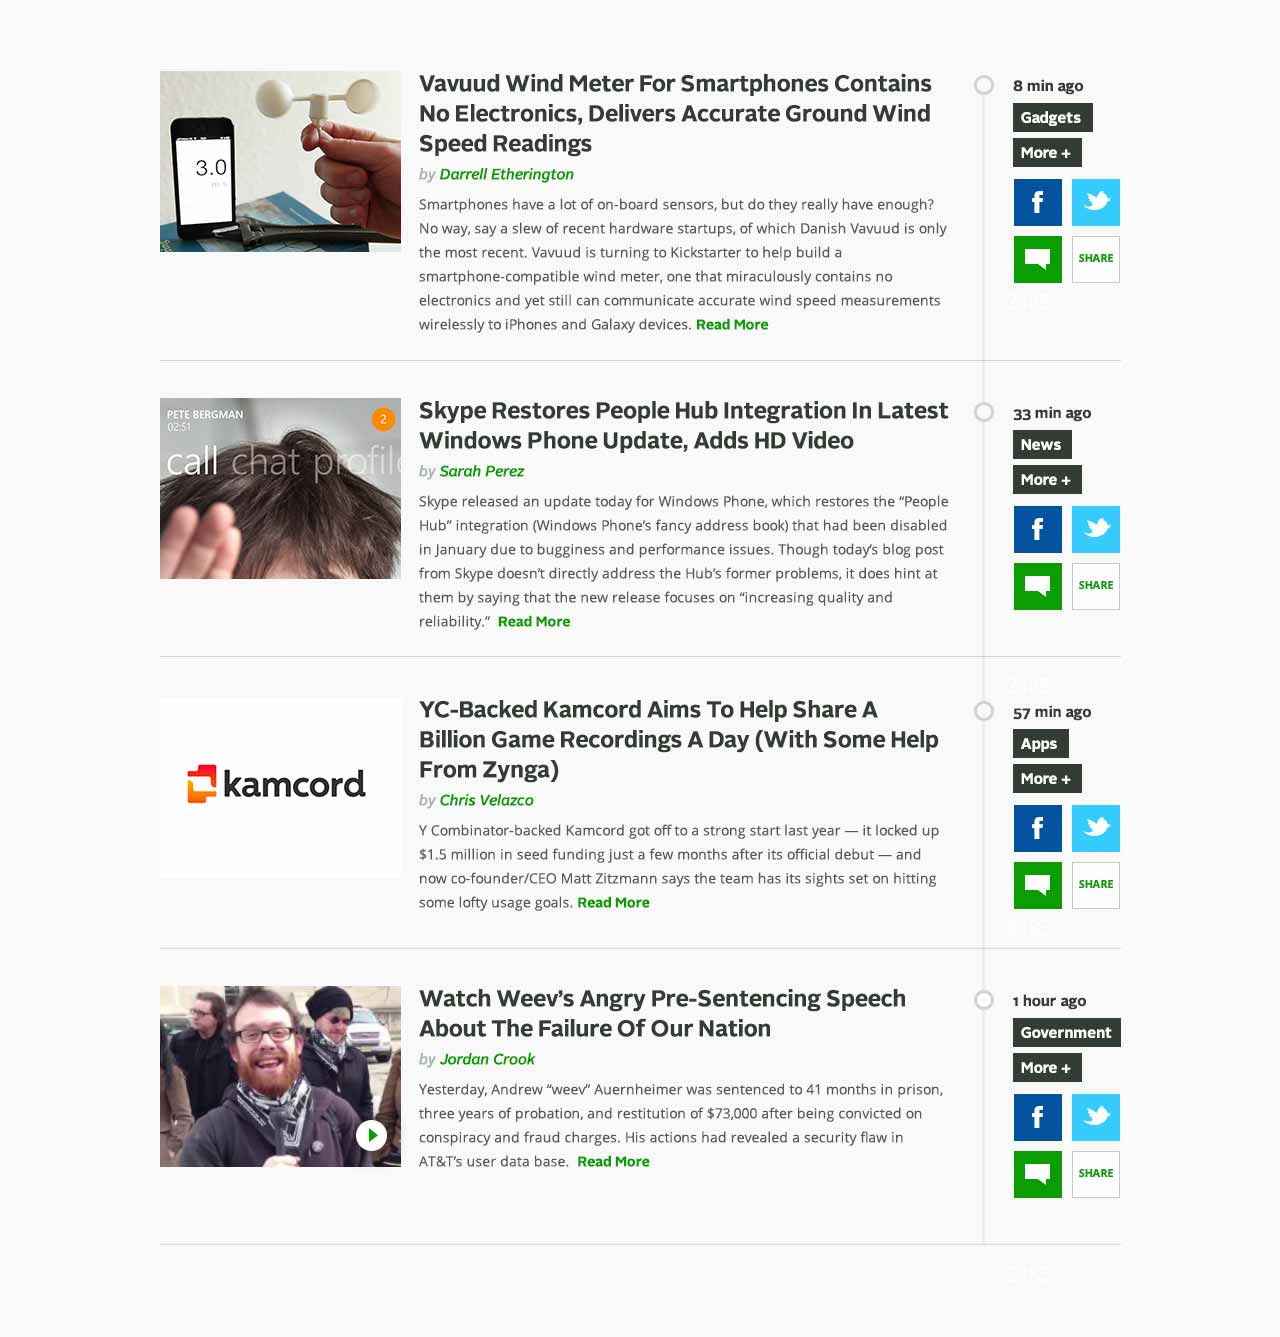 3.0
Vavuud Wind Meter For Smartphones Contains
No Electronics, Delivers Accurate Ground Wind
Speed Readings
by Darrell Etherington
Smartphones have a lot of on-board sensors, but do they really have enough?
No way, say a slew of recent hardware startups, of which Danish Vavuud is only
the most recent. Vavuud is turning to Kickstarter to help build a
smartphone-compatible wind meter, one that miraculously contains no
electronics and yet still can communicate accurate wind speed measurements
wirelessly to iPhones and Galaxy devices. Read More
8 min ago
Gadgets
More +
SHARE
PETE BERGMAN
02:51
2
call chat profile
Skype Restores People Hub Integration In Latest
Windows Phone Update, Adds HD Video
by Sarah Perez
Skype released an update today for Windows Phone, which restores the “People
Hub” integration (Windows Phone’s fancy address book) that had been disabled
in January due to bugginess and performance issues. Though today’s blog post
from Skype doesn’t directly address the Hub’s former problems, it does hint at
them by saying that the new release focuses on “increasing quality and
reliability.” Read More
33 min ago
News
More +
SHARE
kamcord
YC-Backed Kamcord Aims To Help Share A
Billion Game Recordings A Day (With Some Help
From Zynga)
by Chris Velazco
Y Combinator-backed Kamcord got off to a strong start last year — it locked up
$1.5 million in seed funding just a few months after its official debut — and
now co-founder/CEO Matt Zitzmann says the team has its sights set on hitting
some lofty usage goals. Read More
57 min ago
Apps
More +
SHARE
Watch Weev’s Angry Pre-Sentencing Speech
About The Failure Of Our Nation
by Jordan Crook
Yesterday, Andrew “weev” Auernheimer was sentenced to 41 months in prison,
three years of probation, and restitution of $73,000 after being convicted on
conspiracy and fraud charges. His actions had revealed a security flaw in
AT&T’s user data base. Read More
1 hour ago
Government
More +
SHARE